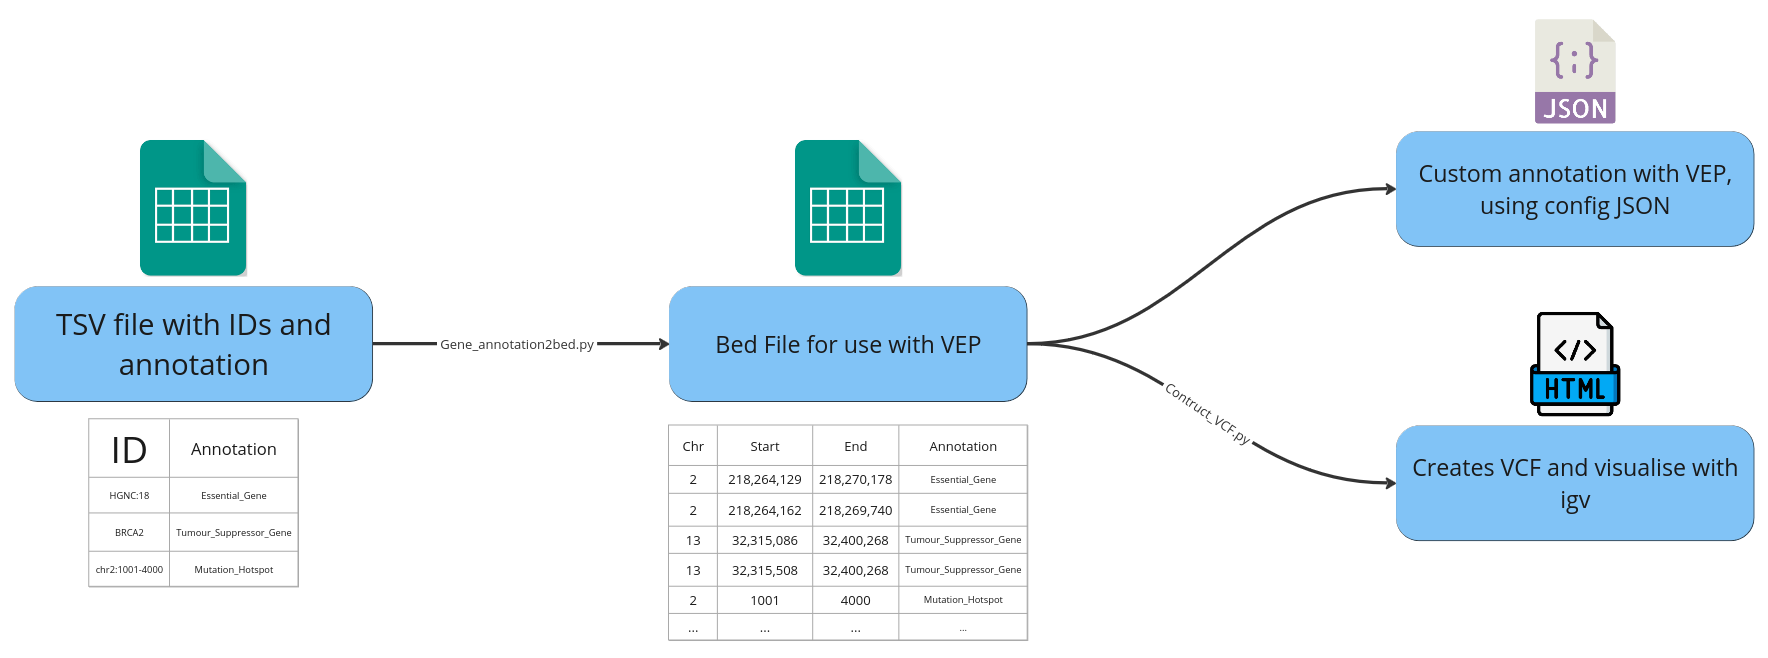 {;}
JSON
Custom annotation with VEP,
using config JSON
TSV file with IDs and
annotation
Gene_annotation2bed.py
Bed File for use with VEP
Contruct_VCF.py
</>
HTML
Creates VCF and visualise with
igv
ID Annotation
HGNC:18 Essential_Gene
BRCA2 Tumour_Suppressor_Gene
chr2:1001-4000 Mutation_Hotspot
Chr Start End Annotation
2 218,264,129 218,270,178 Essential_Gene
2 218,264,162 218,269,740 Essential_Gene
13 32,315,086 32,400,268 Tumour_Suppressor_Gene
13 32,315,508 32,400,268 Tumour_Suppressor_Gene
2 1001 4000 Mutation_Hotspot
... ... ... ...